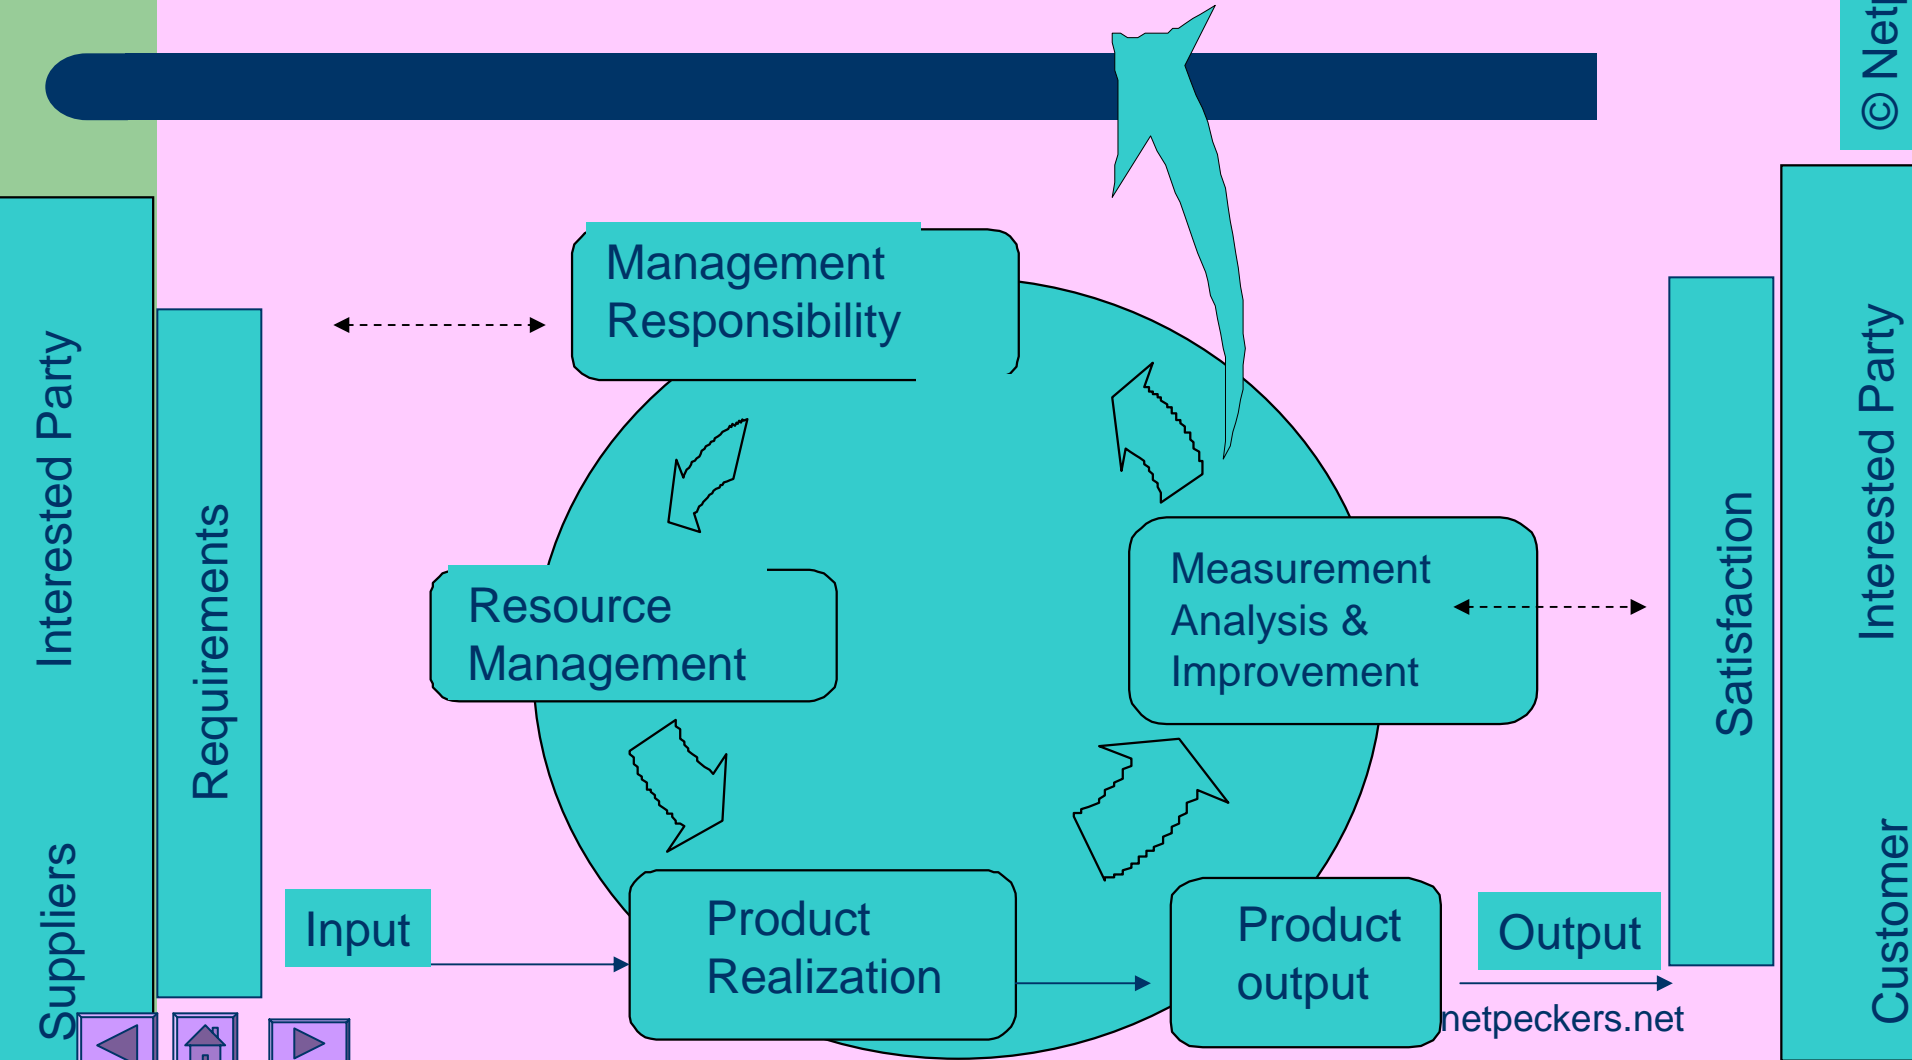 © Net
Management
Responsibility
Interested Party
Suppliers
Requirements
Resource
Management
Measurement
Analysis &
Improvement
Satisfaction
Interested Party
Customer
Input
Product
Realization
Product
output
Output
netpeckers.net